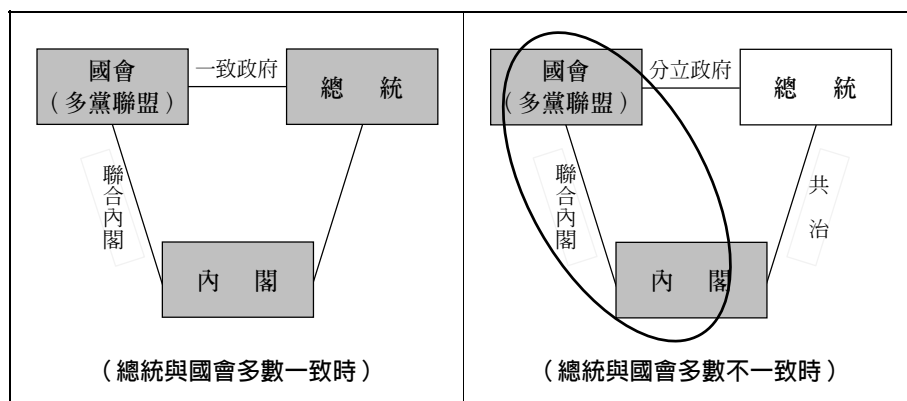 國會
(多黨聯盟)
一致政府
總 統
聯合內閣
內 閣
(總統與國會多數一致時)
國會
(多黨聯盟)
分立政府
總 統
聯合內閣
共 治
內 閣
(總統與國會多數不一致時)